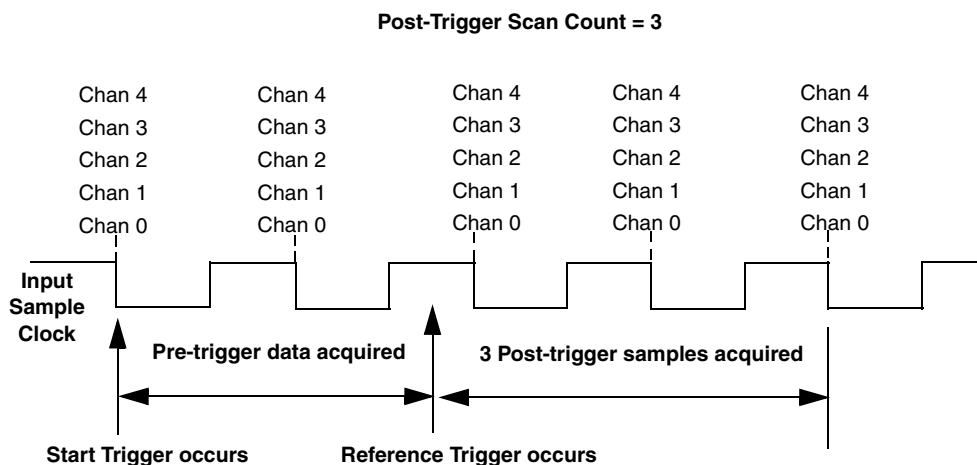 Post-Trigger Scan Count = 3
Chan 4 Chan 4 Chan 4 Chan 4 Chan 4
Chan 3 Chan 3 Chan 3 Chan 3 Chan 3
Chan 2 Chan 2 Chan 2 Chan 2 Chan 2
Chan 1 Chan 1 Chan 1 Chan 1 Chan 1
Chan 0 Chan 0 Chan 0 Chan 0 Chan 0
Input
Sample
Clock
Pre-trigger data acquired 3 Post-trigger samples acquired
Start Trigger occurs Reference Trigger occurs